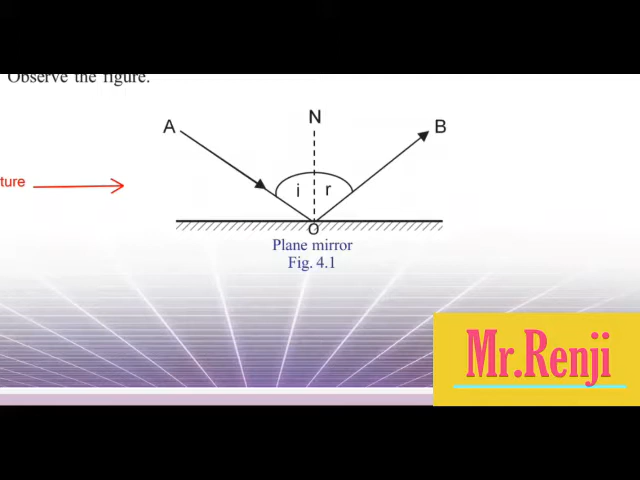 Observe the figure.
N
A
B
ture
i
r
O
Plane mirror
Fig. 4.1
Mr.Renji